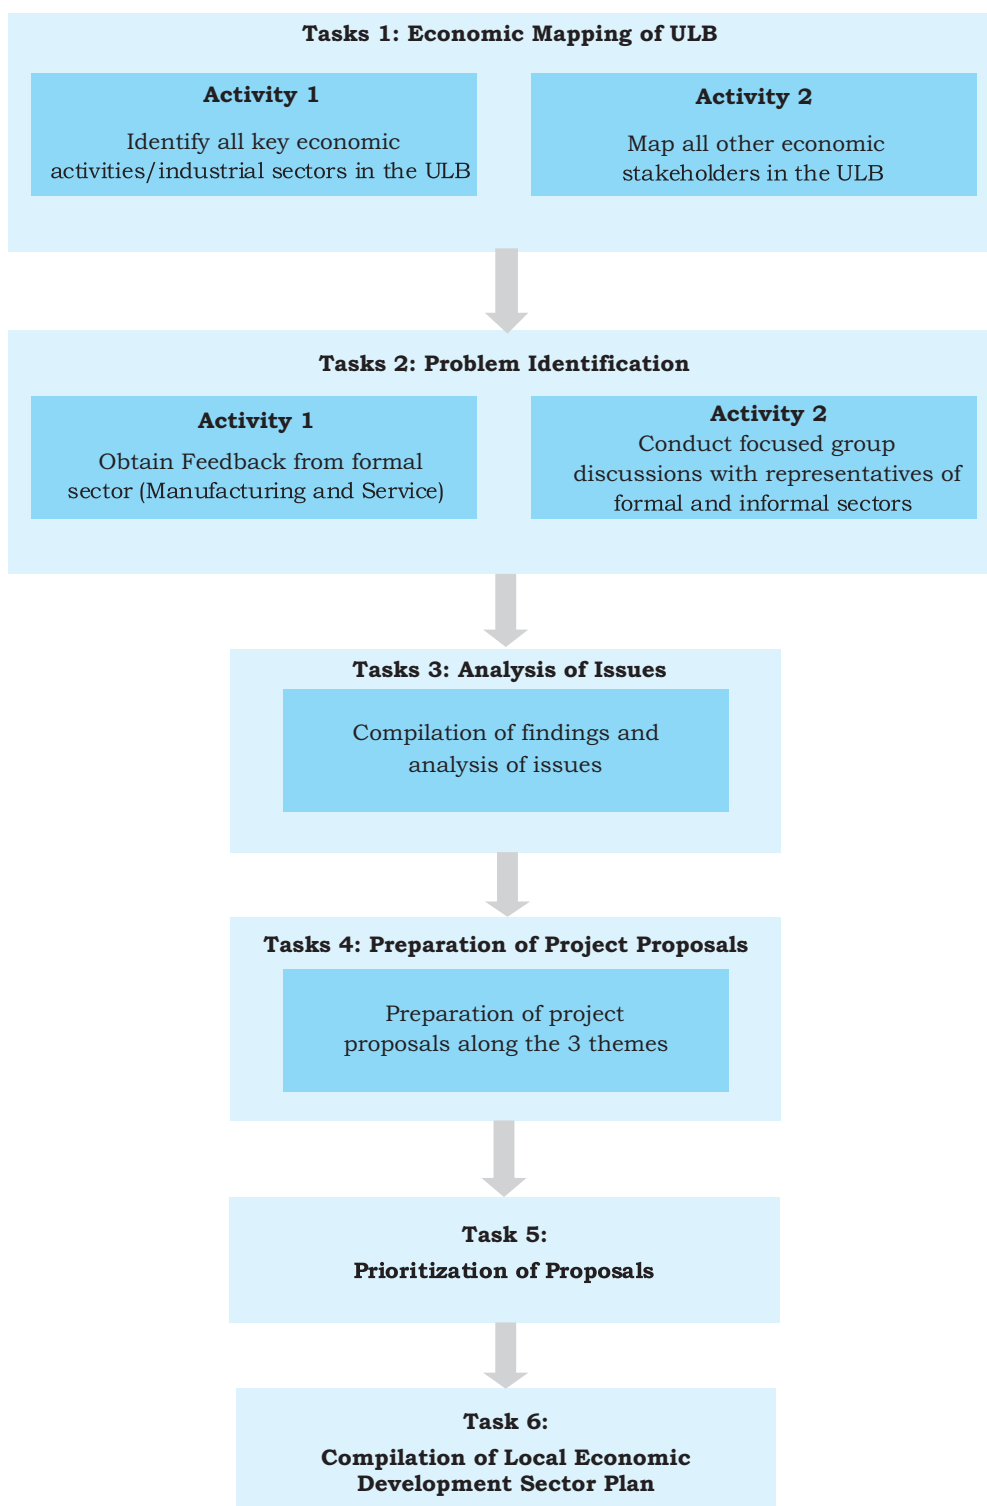 Tasks 1: Economic Mapping of ULB
Activity 1
Identify all key economic
activities/industrial sectors in the ULB
Activity 2
Map all other economic
stakeholders in the ULB
Tasks 2: Problem Identification
Activity 1
Obtain Feedback from formal
sector (Manufacturing and Service)
Activity 2
Conduct focused group
discussions with representatives of
formal and informal sectors
Tasks 3: Analysis of Issues
Compilation of findings and
analysis of issues
Tasks 4: Preparation of Project Proposals
Preparation of project
proposals along the 3 themes
Task 5:
Prioritization of Proposals
Task 6:
Compilation of Local Economic
Development Sector Plan